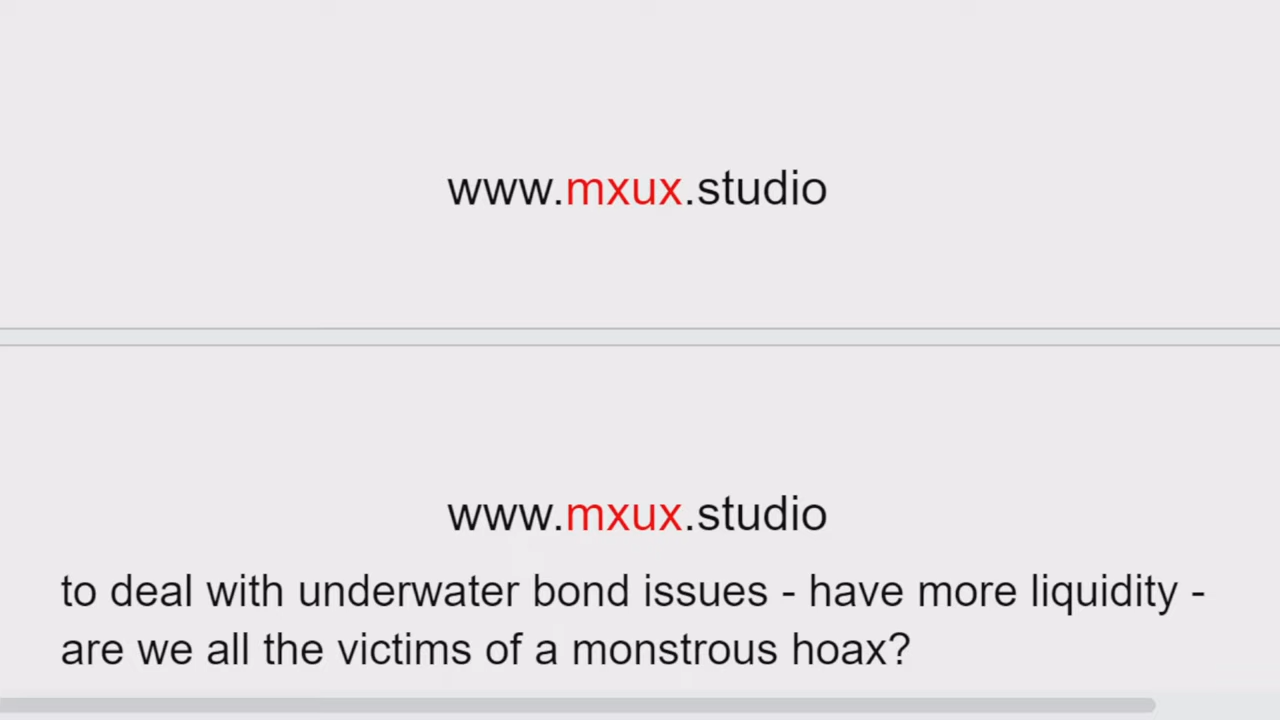 www.mxux.studio
www.mxux.studio
to deal with underwater bond issues - have more liquidity -
are we all the victims of a monstrous hoax?